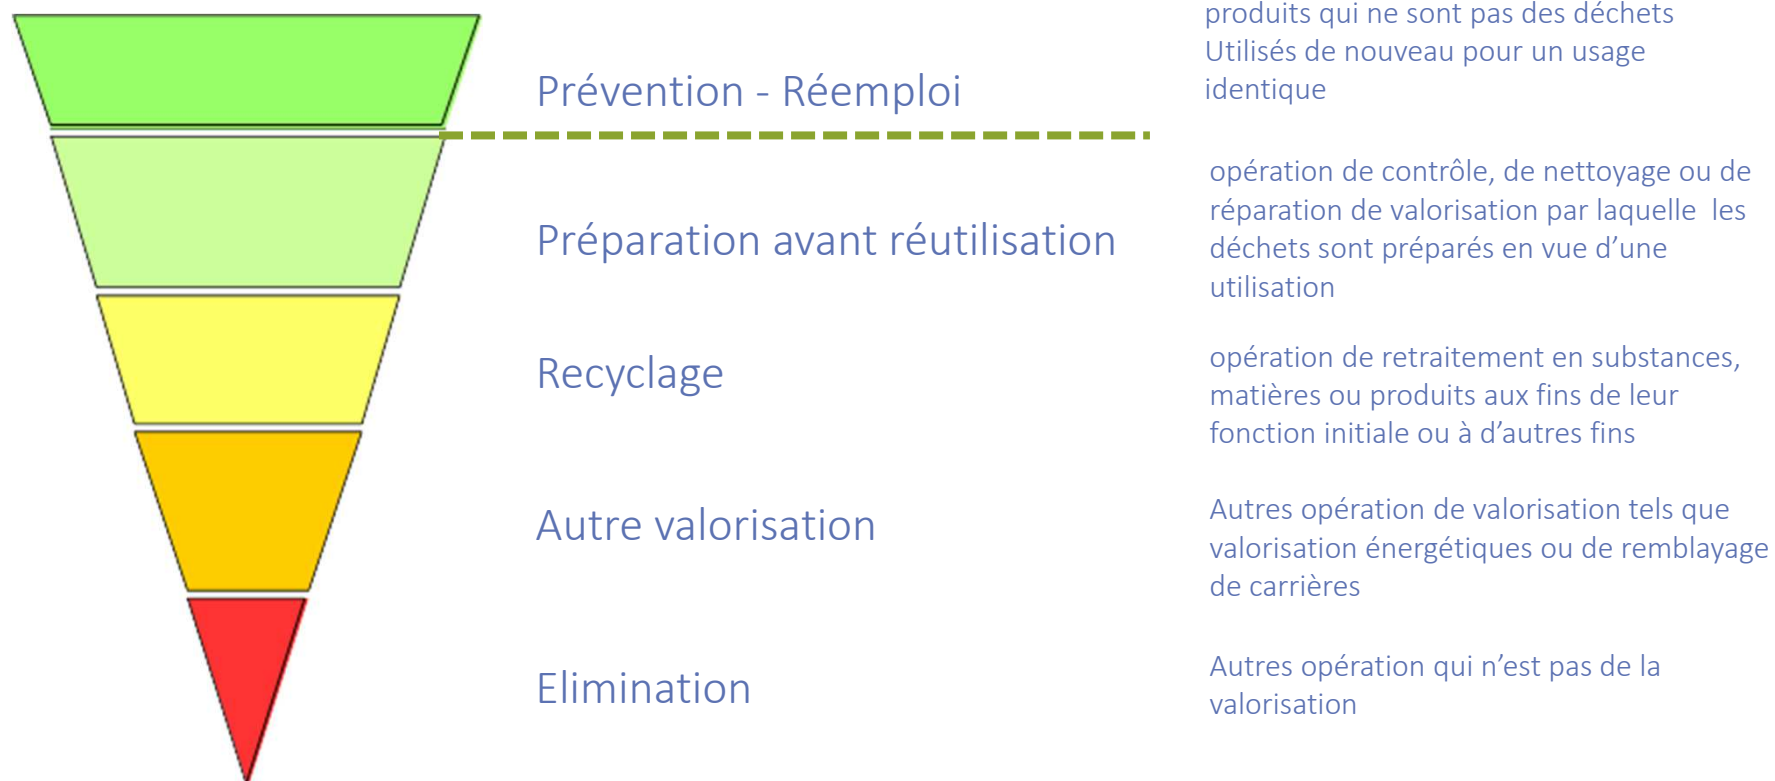 produits qui ne sont pas des déchets
Utilisés de nouveau pour un usage
identique
Prévention - Réemploi
opération de contrôle, de nettoyage ou de
réparation de valorisation par laquelle  les
déchets sont préparés en vue d’une
utilisation
Préparation avant réutilisation
opération de retraitement en substances,
matières ou produits aux fins de leur
fonction initiale ou à d’autres fins
Recyclage
Autres opération de valorisation tels que
valorisation énergétiques ou de remblayage
de carrières
Autre valorisation
Autres opération qui n’est pas de la
valorisation
Elimination